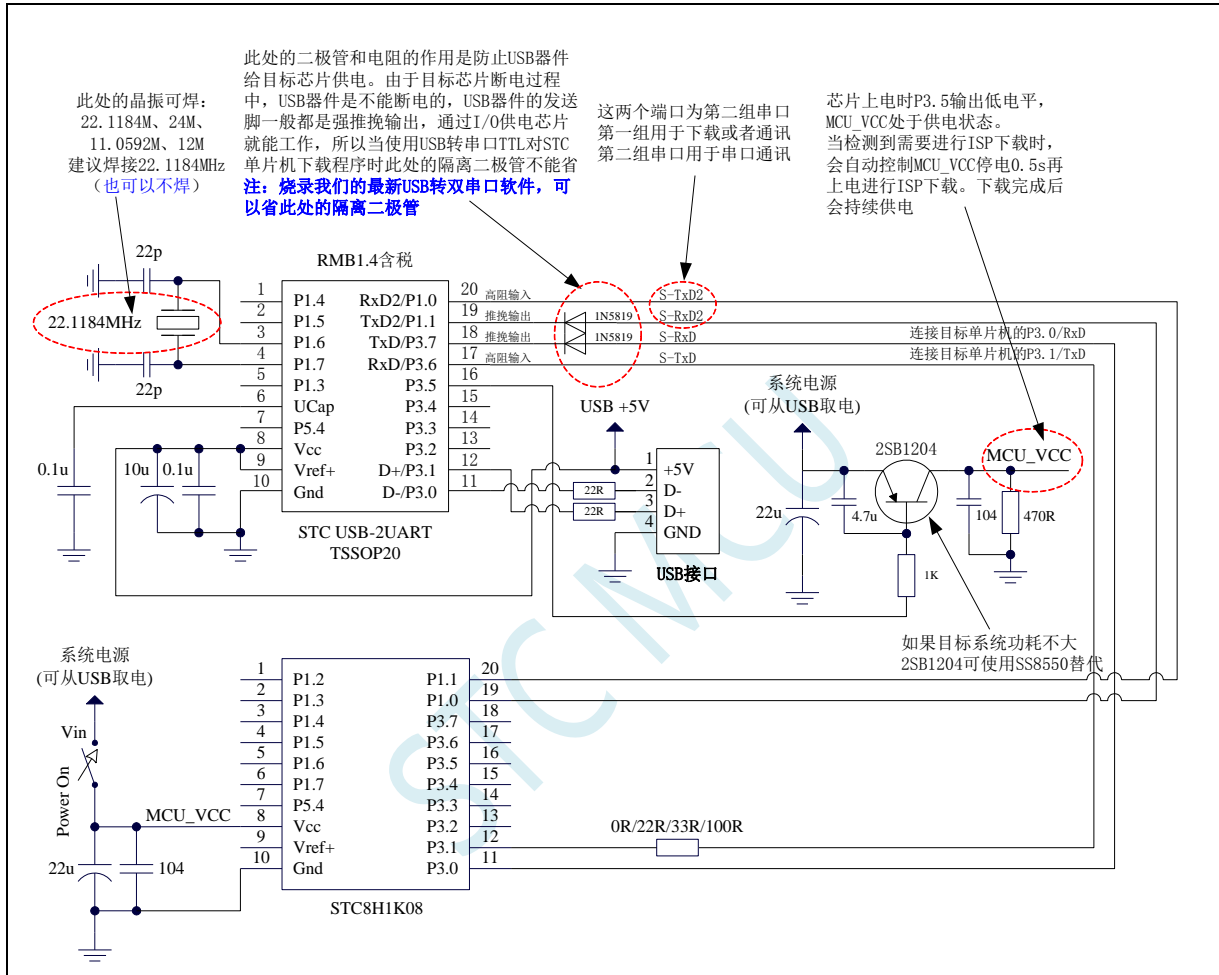 此处的二极管和电阻的作用是防止USB器件
给目标芯片供电。由于目标芯片断电过程
中，USB器件是不能断电的，USB器件的发送
脚一般都是强推挽输出，通过I/O供电芯片
就能工作，所以当使用USB转串口TTL对STC
单片机下载程序时此处的隔离二极管不能省
注：烧录我们的最新USB转双串口软件，可
以省此处的隔离二极管
此处的晶振可焊：
22.1184M、24M、
11.0592M、12M
建议焊接22.1184MHz
（也可以不焊）
这两个端口为第二组串口
第一组用于下载或者通讯
第二组串口用于串口通讯
芯片上电时P3.5输出低电平，
MCU_VCC处于供电状态。
当检测到需要进行ISP下载时，
会自动控制MCU_VCC停电0.5s再
上电进行ISP下载。下载完成后
会持续供电
22p
22.1184MHz
22p
RMB1.4含税
1 P1.4 RxD2/P1.0 20 高阻输入 S-TxD2
2 P1.5 TxD2/P1.1 19 推挽输出 1N5819 S-RxD2
3 P1.6 TxD/P3.7 18 推挽输出 1N5819 S-RxD 连接目标单片机的P3.0/RxD
4 P1.7 RxD/P3.6 17 高阻输入 S-TxD 连接目标单片机的P3.1/TxD
5 P1.3 P3.5 16
6 UCap P3.4 15
7 P5.4 P3.3 14
8 Vcc P3.2 13
9 Vref+ D+/P3.1 12
10 Gnd D-/P3.0 11
STC USB-2UART
TSSOP20
0.1u
10u
0.1u
USB +5V
22R
22R
1 +5V
2 D-
3 D+
4 GND
USB接口
系统电源
(可从USB取电)
2SB1204
MCU_VCC
22u
4.7u
104
470R
1K
如果目标系统功耗不大
2SB1204可使用SS8550替代
STC MCU
系统电源
(可从USB取电)
Vin
Power On
MCU_VCC
22u
104
1 P1.2 P1.1 20
2 P1.3 P1.0 19
3 P1.4 P3.7 18
4 P1.5 P3.6 17
5 P1.6 P3.5 16
6 P1.7 P3.4 15
7 P5.4 P3.3 14
8 Vcc P3.2 13
9 Vref+ P3.1 12
10 Gnd P3.0 11
0R/22R/33R/100R
STC8H1K08